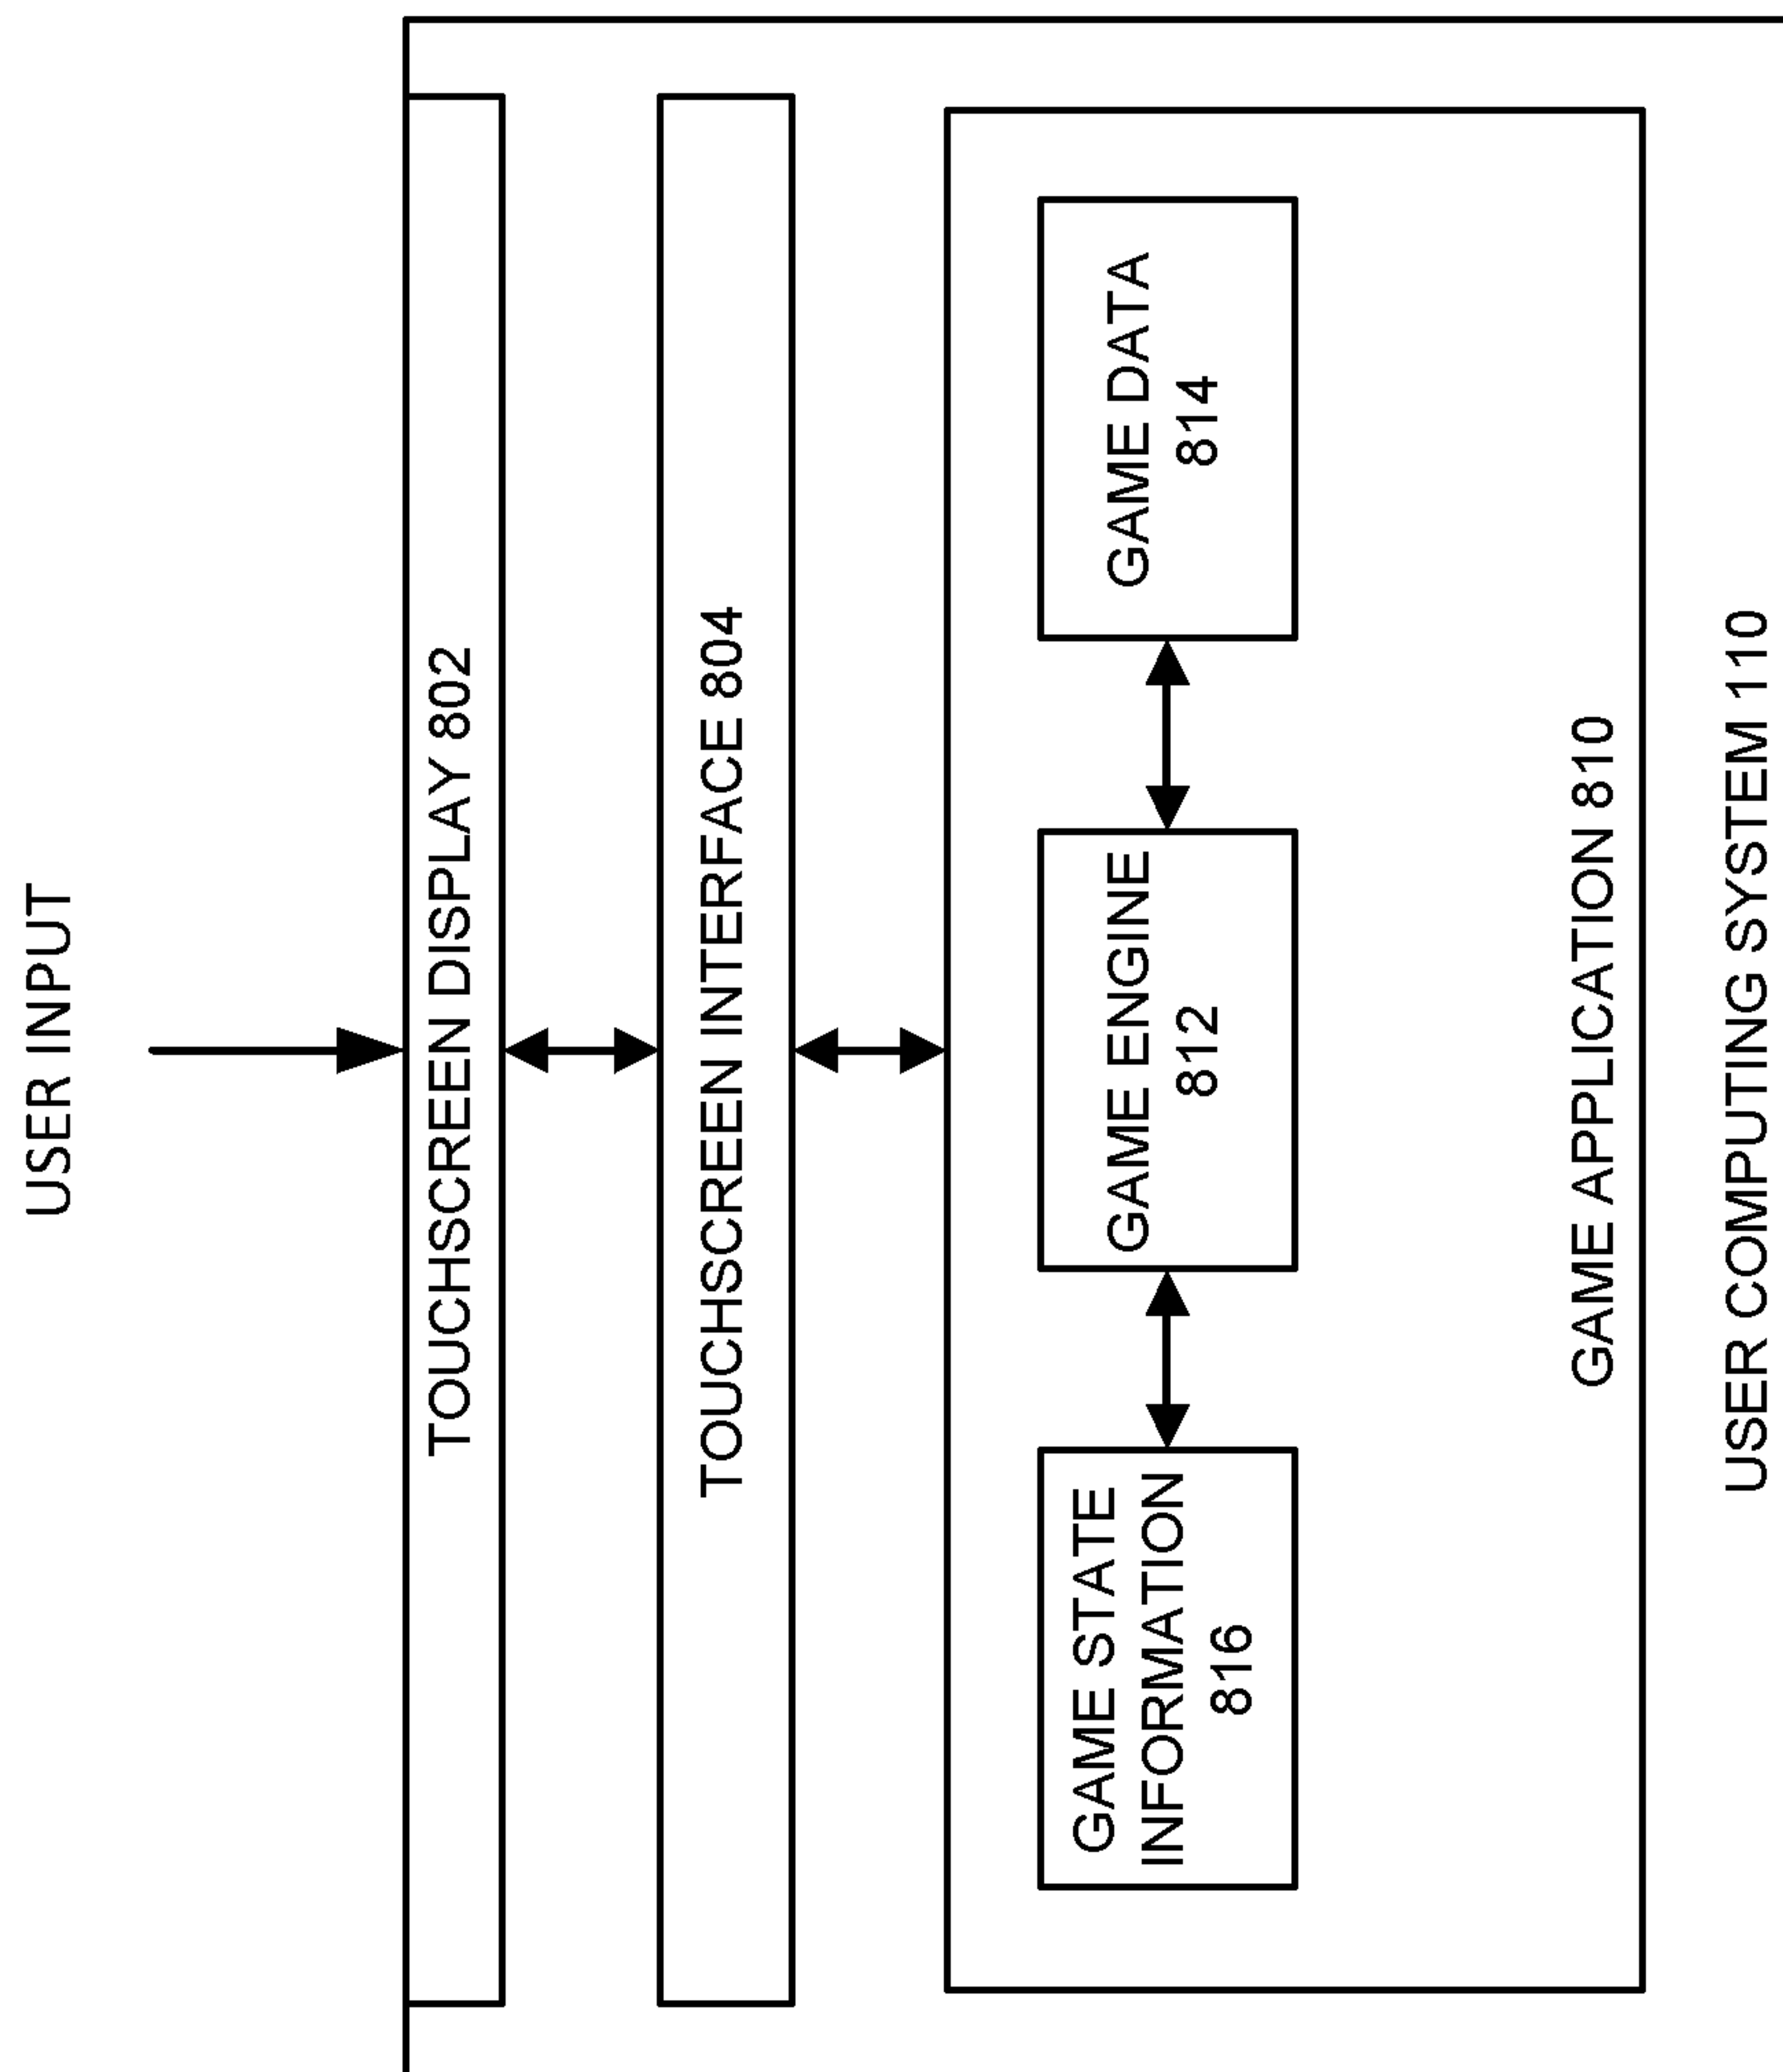 USER INPUT
TOUCHSCREEN DISPLAY 802
TOUCHSCREEN INTERFACE 804
GAME STATE
INFORMATION
816
GAME ENGINE
812
GAME DATA
814
GAME APPLICATION 810
USER COMPUTING SYSTEM 110